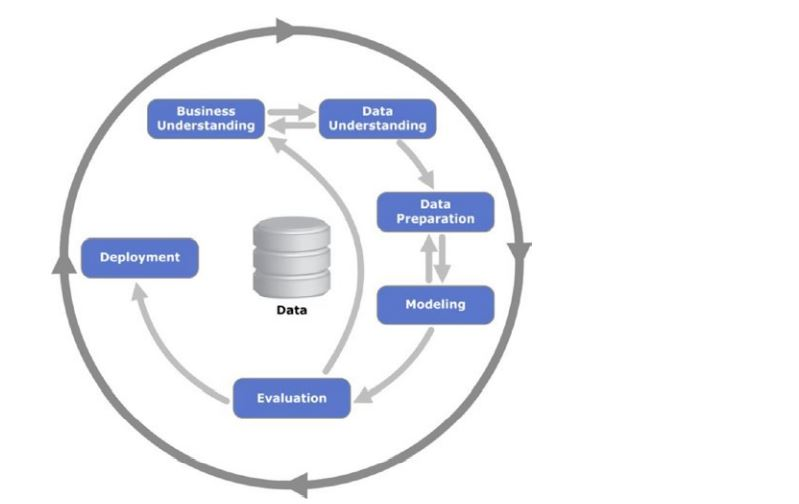 Business
Understanding
Data
Understanding
Data
Preparation
Deployment
Data
Modeling
Evaluation